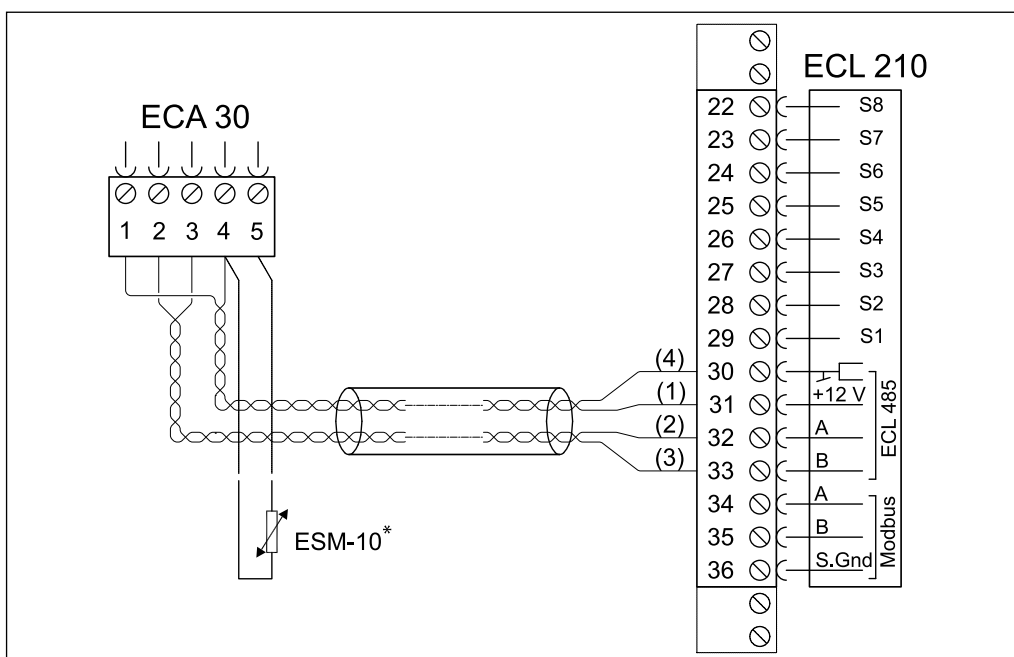 ECL 210
ECA 30
1 2 3 4 5
22 S8
23 S7
24 S6
25 S5
26 S4
27 S3
28 S2
29 S1
(4) 30
(1) 31 +12 V
(2) 32 A
(3) 33 B
ECL 485
34 A
35 B
36 S.Gnd
Modbus
ESM-10*